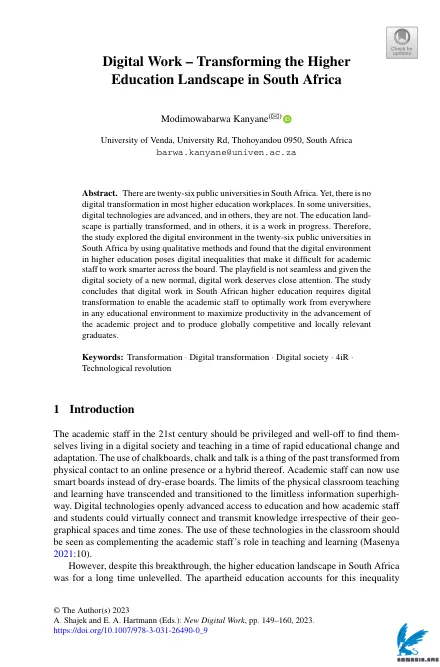 Check for
updates
Digital Work – Transforming the Higher
Education Landscape in South Africa
Modimowabarwa Kanyane(✉)
University of Venda, University Rd, Thohoyandou 0950, South Africa
barwa.kanyane@univen.ac.za
Abstract. There are twenty-six public universities in South Africa. Yet, there is no
digital transformation in most higher education workplaces. In some universities,
digital technologies are advanced, and in others, they are not. The education land-
scape is partially transformed, and in others, it is a work in progress. Therefore,
the study explored the digital environment in the twenty-six public universities in
South Africa by using qualitative methods and found that the digital environment
in higher education poses digital inequalities that make it difficult for academic
staff to work smarter across the board. The playfield is not seamless and given the
digital society of a new normal, digital work deserves close attention. The study
concludes that digital work in South African higher education requires digital
transformation to enable the academic staff to optimally work from everywhere
in any educational environment to maximize productivity in the advancement of
the academic project and to produce globally competitive and locally relevant
graduates.
Keywords: Transformation · Digital transformation · Digital society · 4iR ·
Technological revolution
1 Introduction
The academic staff in the 21st century should be privileged and well-off to find them-
selves living in a digital society and teaching in a time of rapid educational change and
adaptation. The use of chalkboards, chalk and talk is a thing of the past transformed from
physical contact to an online presence or a hybrid thereof. Academic staff can now use
smart boards instead of dry-erase boards. The limits of the physical classroom teaching
and learning have transcended and transitioned to the limitless information superhigh-
way. Digital technologies openly advanced access to education and how academic staff
and students could virtually connect and transmit knowledge irrespective of their geo-
graphical spaces and time zones. The use of these technologies in the classroom should
be seen as complementing the academic staff's role in teaching and learning (Masenya
2021:10).
However, despite this breakthrough, the higher education landscape in South Africa
was for a long time unlevelled. The apartheid education accounts for this inequality
© The Author(s) 2023
A. Shajek and E. A. Hartmann (Eds.): New Digital Work, pp. 149–160, 2023.
https://doi.org/10.1007/978-3-031-26490-0_9